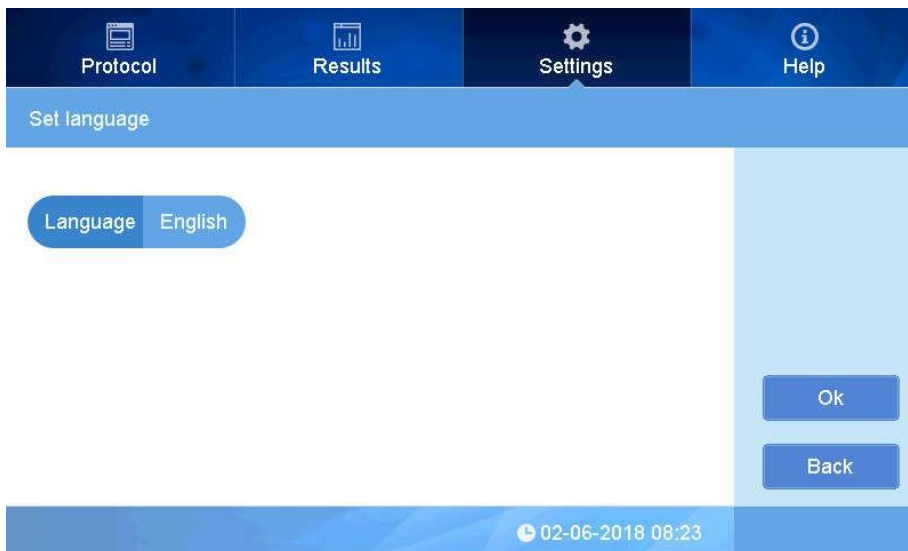 Protocol
Results
Settings
Help
Set language
Language English
Ok
Back
02-06-2018 08:23